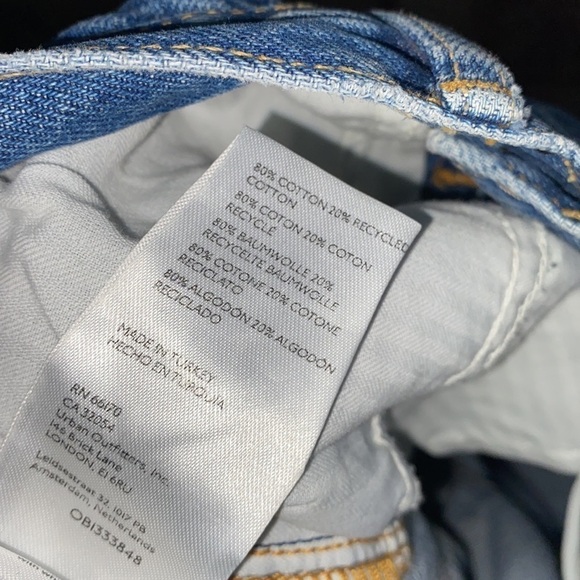 80% COTTON 20% RECYCLED
COTTON
80% COTON 20% COTON
RECYCLÉ
80% BAUMWOLLE 20%
RECYCELTE BAUMWOLLE
80% COTONE 20% COTONE
RECICLATO
80% ALGODÓN 20% ALGODÓN
RECICLADO
MADE IN TURKEY
HECHO EN TURQUIA
RN 66170
CA 32054
Urban Outfitters, Inc.
146 Brick Lane
LONDON, E1 6RU
Leidsestraat 32, 1017 PB
Amsterdam, Netherlands
OB1333848